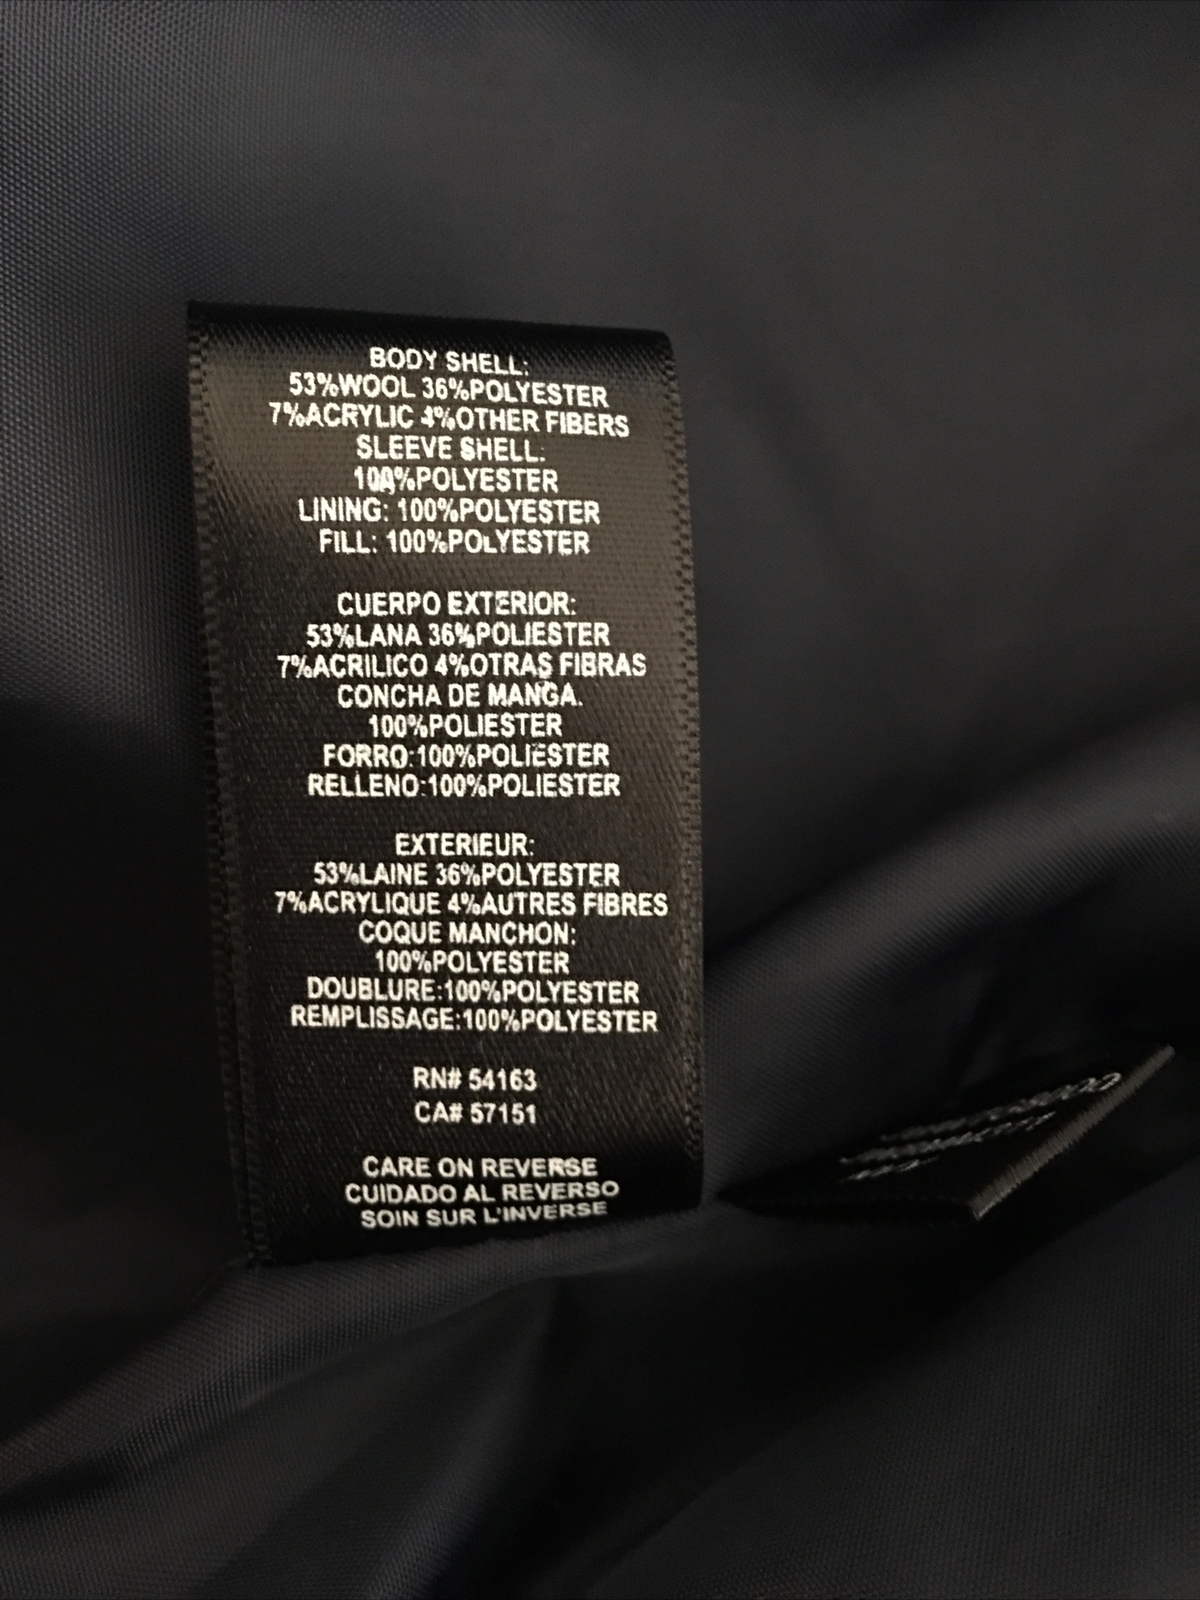 BODY SHELL:
53%WOOL 36%POLYESTER
7%ACRYLIC 4%OTHER FIBERS
SLEEVE SHELL:
100%POLYESTER
LINING: 100%POLYESTER
FILL: 100%POLYESTER
CUERPO EXTERIOR:
53%LANA 36%POLIESTER
7%ACRILICO 4%OTRAS FIBRAS
CONCHA DE MANGA.
100%POLIESTER
FORRO:100%POLIESTER
RELLENO:100%POLIESTER
EXTERIEUR:
53%LAINE 36%POLYESTER
7%ACRYLIQUE 4%AUTRES FIBRES
COQUE MANCHON:
100%POLYESTER
DOUBLURE:100%POLYESTER
REMPLISSAGE:100%POLYESTER
RN# 54163
CA# 57151
CARE ON REVERSE
CUIDADO AL REVERSO
SOIN SUR L'INVERSE